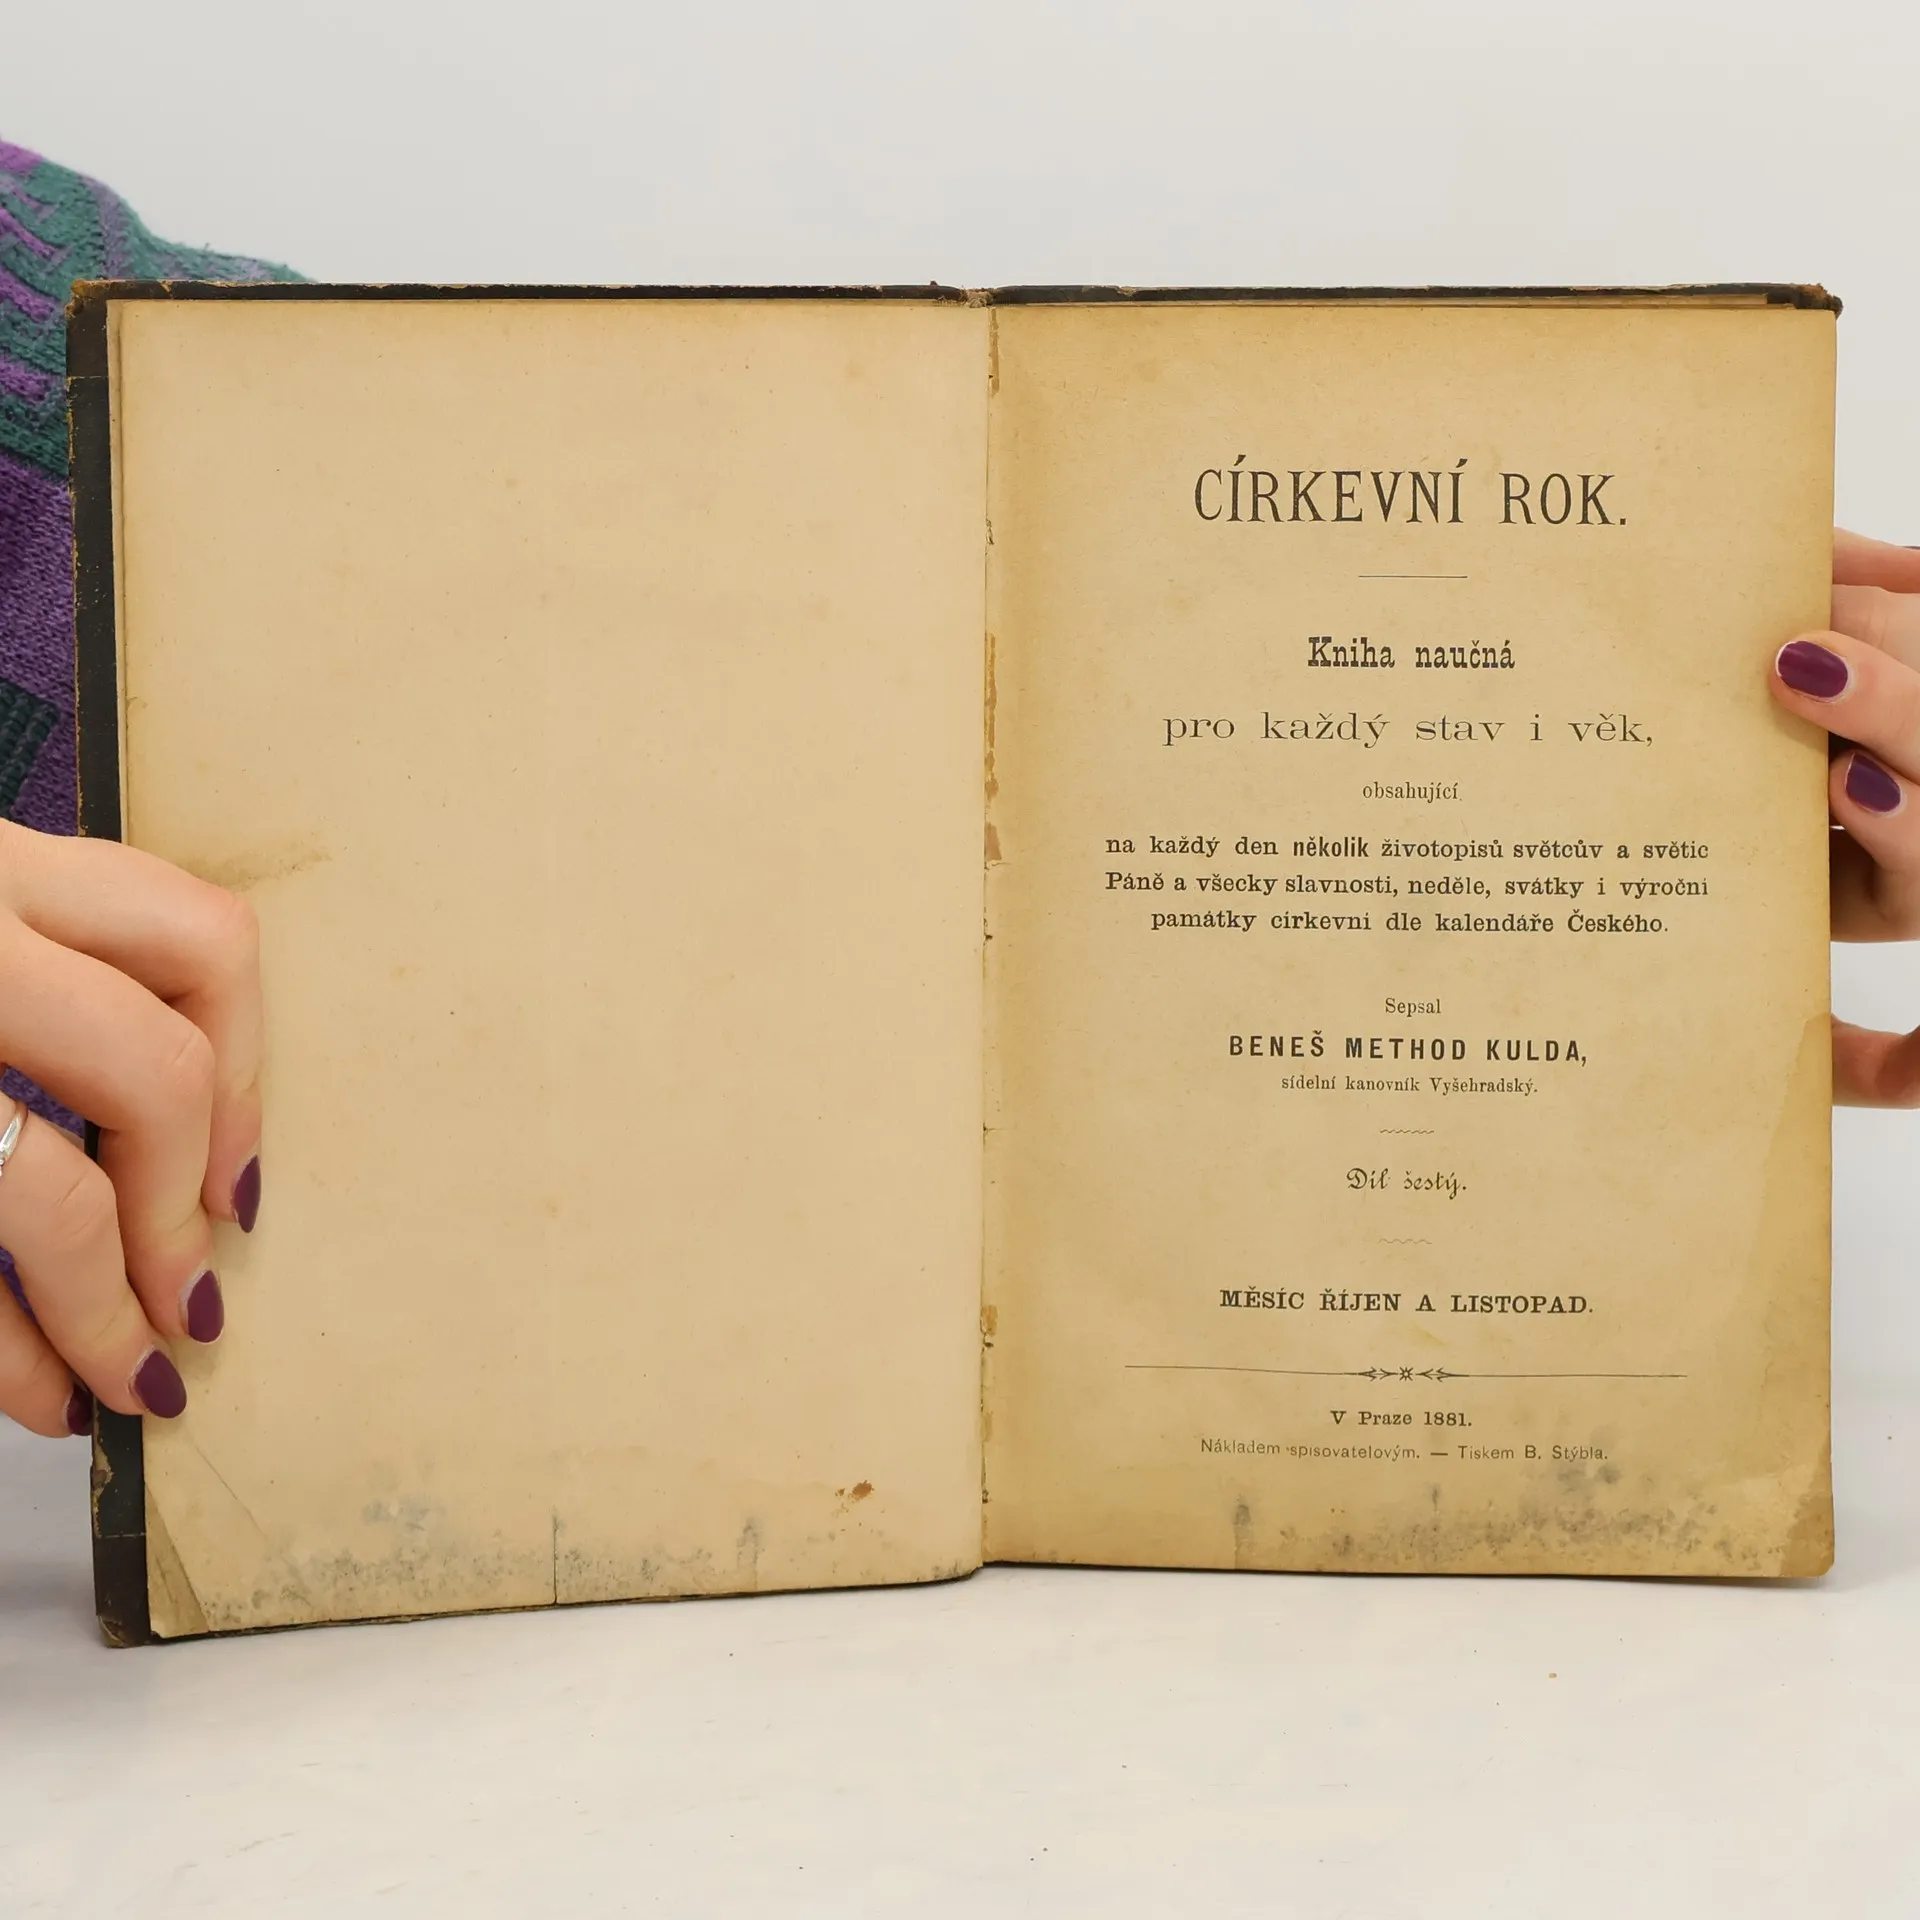 CÍRKEVNÍ ROK.
Kniha naučná
pro každý stav i věk,
obsahující
na každý den několik životopisů světcův a světic
Páně a všecky slavnosti, neděle, svátky i výroční
památky církevní dle kalendáře Českého.
Sepsal
BENEŠ METHOD KULDA,
sídelní kanovník Vyšehradský.
Díl šestý.
MĚSÍC ŘÍJEN A LISTOPAD.
V Praze 1881.
Nákladem spisovatelovým. — Tiskem B. Stýbla.